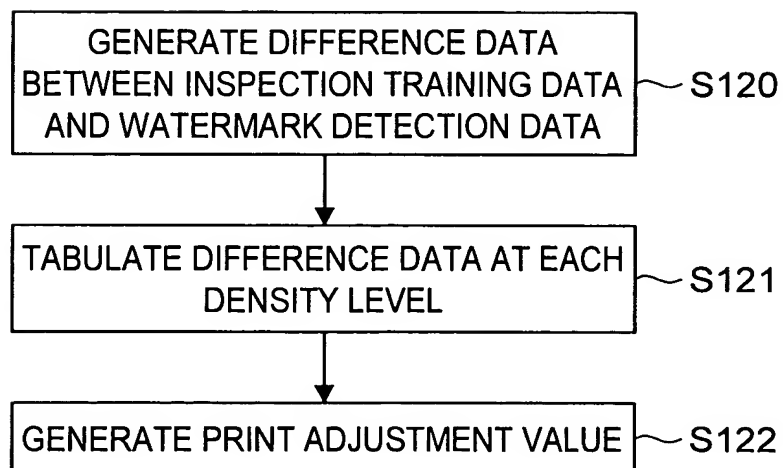 GENERATE DIFFERENCE DATA
BETWEEN INSPECTION TRAINING DATA
AND WATERMARK DETECTION DATA
S120
TABULATE DIFFERENCE DATA AT EACH
DENSITY LEVEL
S121
GENERATE PRINT ADJUSTMENT VALUE
S122